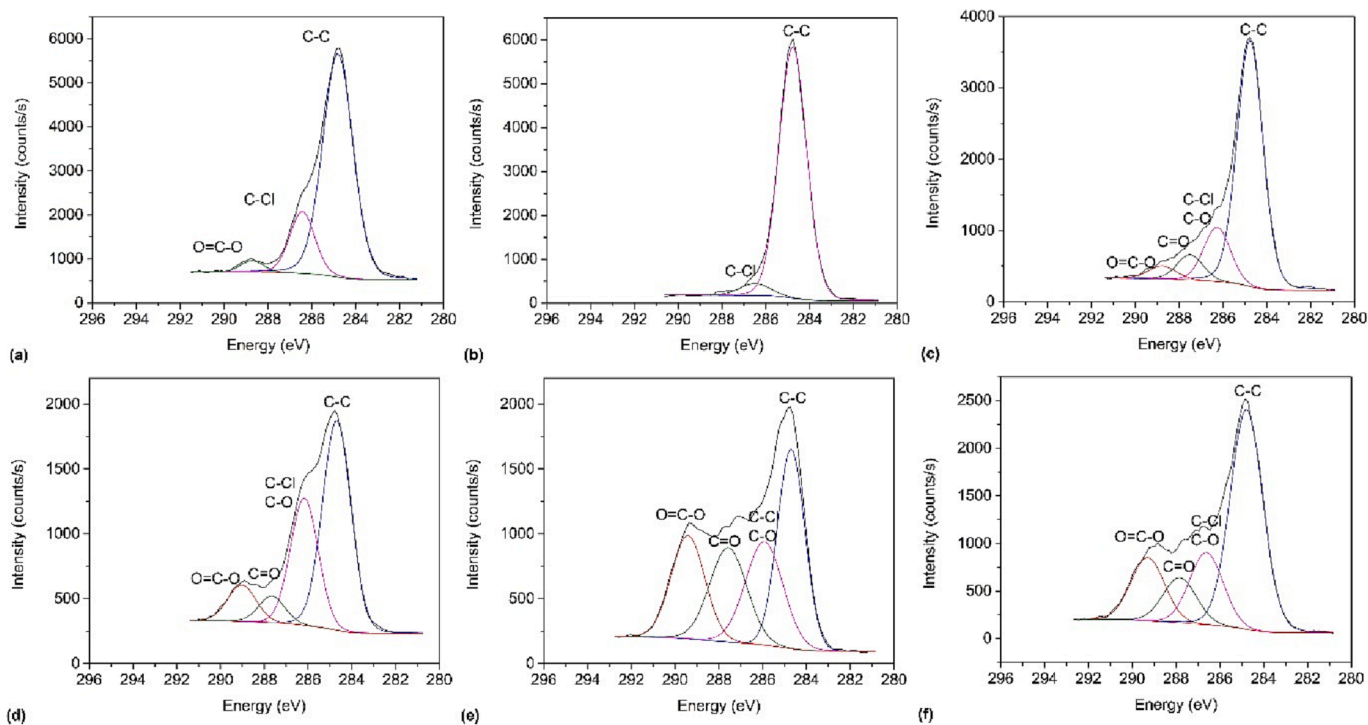 6000
5000
4000
3000
2000
1000
0
C-C
C-Cl
O=C-O
296 294 292 290 288 286 284 282 280
Intensity (counts/s)
Energy (eV)
(a)
6000
5000
4000
3000
2000
1000
0
C-C
C-Cl
296 294 292 290 288 286 284 282 280
Intensity (counts/s)
Energy (eV)
(b)
4000
3000
2000
1000
0
C-C
C-Cl
C-O
C=O
O=C-O
296 294 292 290 288 286 284 282 280
Intensity (counts/s)
Energy (eV)
(c)
2000
1500
1000
500
0
C-C
C-Cl
C-O
C=O
O=C-O
296 294 292 290 288 286 284 282 280
Intensity (counts/s)
Energy (eV)
(d)
2000
1500
1000
500
0
C-C
O=C-O
C-Cl
C=O
C-O
296 294 292 290 288 286 284 282 280
Intensity (counts/s)
Energy (eV)
(e)
2500
2000
1500
1000
500
0
C-C
C-Cl
O=C-O
C-O
C=O
296 294 292 290 288 286 284 282 280
Intensity (counts/s)
Energy (eV)
(f)